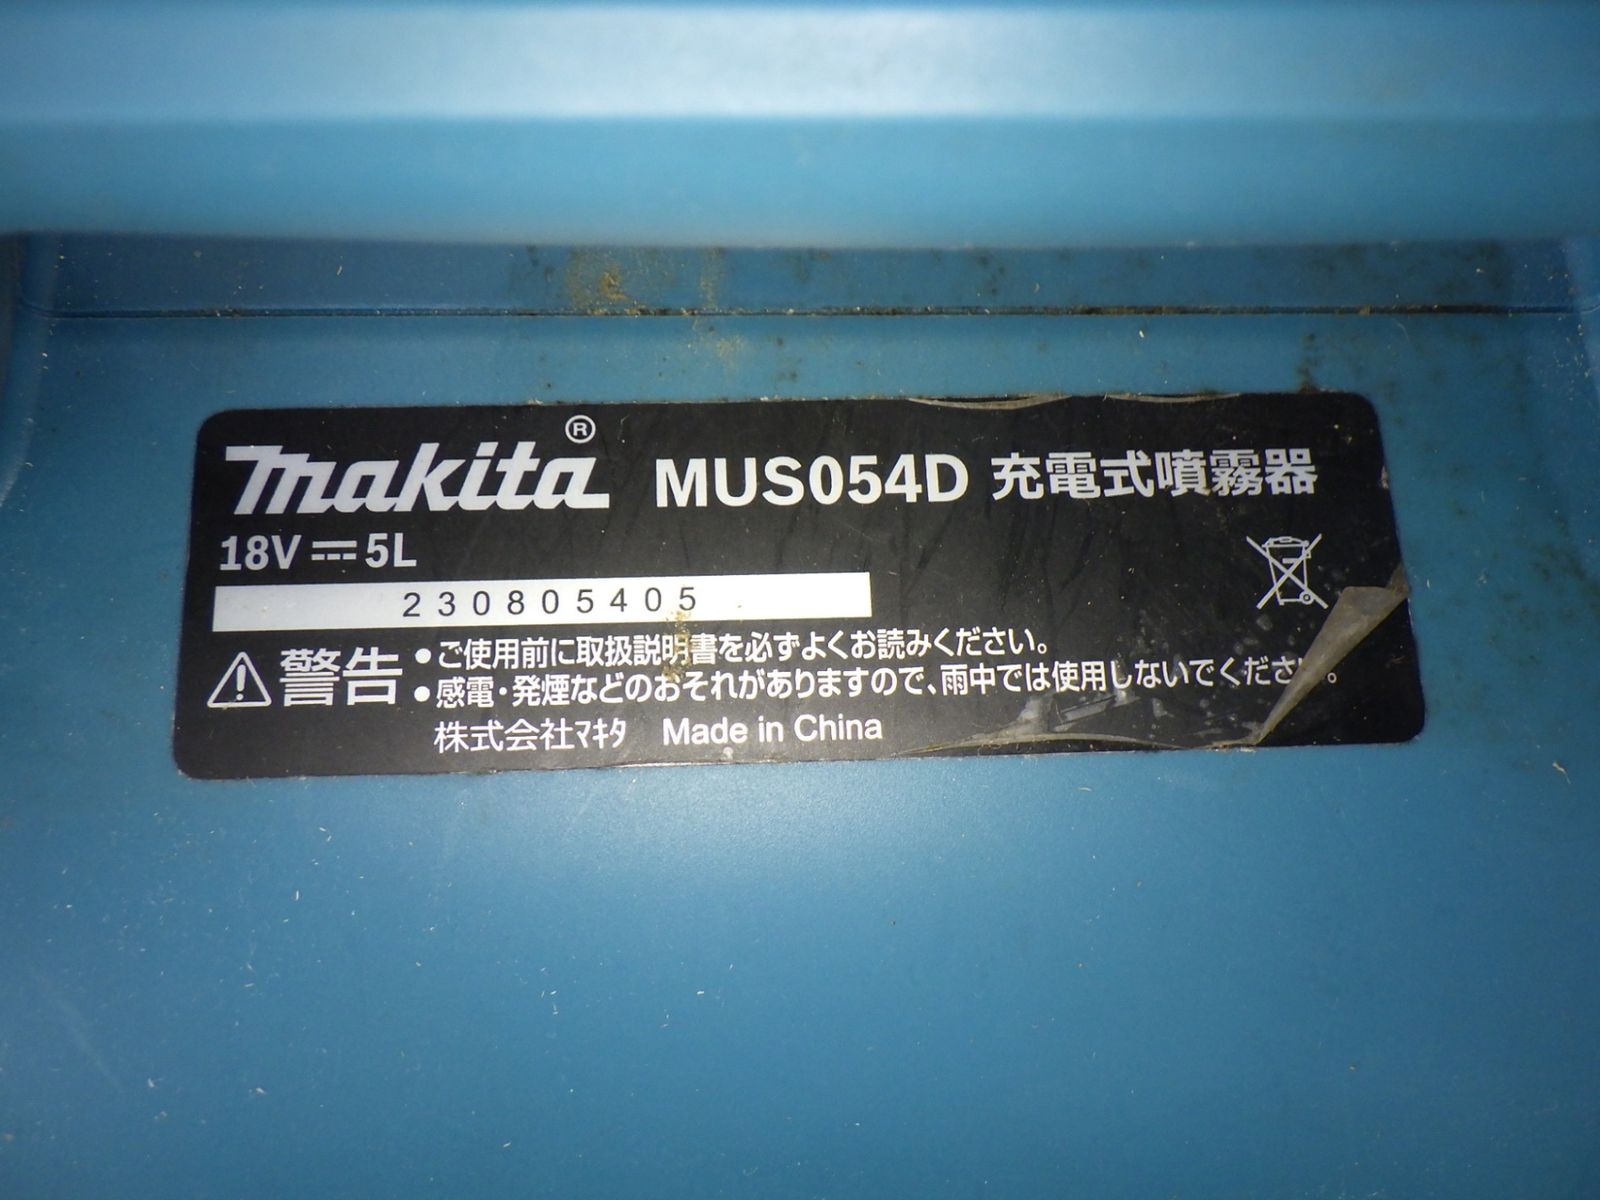 makita® MUS054D 充電式噴霧器
18V⎓5L
230805405
⚠警告 ●ご使用前に取扱説明書を必ずよくお読みください。
●感電・発煙などのおそれがありますので、雨中では使用しないでくださ。
株式会社マキタ Made in China